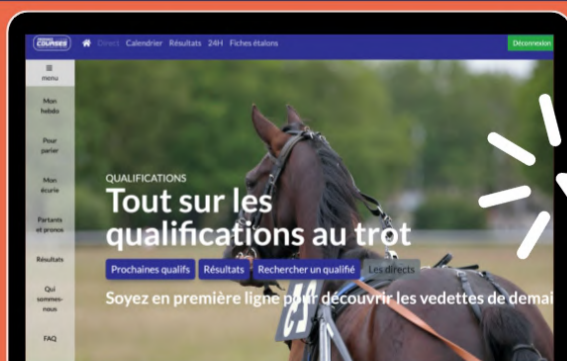 COURSES
Direct Calendrier Résultats 24H Fiches étalons
Déconnexion
menu
Mon
hebdo
Pour
parier
Mon
écurie
Partants
et pronos
Résultats
Qui
sommes-
nous
FAQ
QUALIFICATIONS
Tout sur les
qualifications au trot
Prochaines qualifs Résultats Rechercher un qualifié Les directs
Soyez en première ligne pour découvrir les vedettes de demai